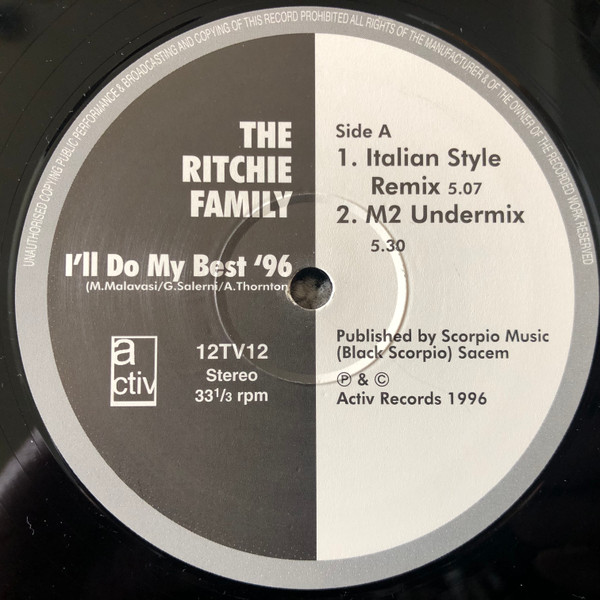 UNAUTHORISED COPYING PUBLIC PERFORMANCE & BROADCASTING AND COPYING OF THIS RECORD PROHIBITED ALL RIGHTS OF THE MANUFACTURER & OF THE OWNER OF THE RECORDED WORK RESERVED
THE
RITCHIE
FAMILY
I'll Do My Best '96
(M.Malavasi/G.Salerni/A.Thornton
activ
12TV12
Stereo
33 1/3 rpm
Side A
1. Italian Style
Remix 5.07
2. M2 Undermix
5.30
Published by Scorpio Music
(Black Scorpio) Sacem
℗ & ©
Activ Records 1996